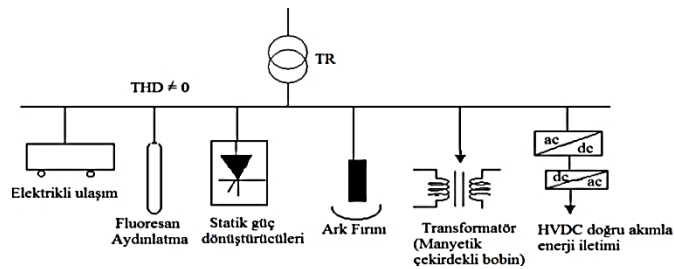 TR
THD ≠ 0
ac
dc
dc
ac
Elektrikli ulaşım
Fluoresan
Aydınlatma
Statik güç
dönüştürücüleri
Ark Fırını
Transformatör
(Manyetik
çekirdekli bobin)
HVDC doğru akımla
enerji iletimi